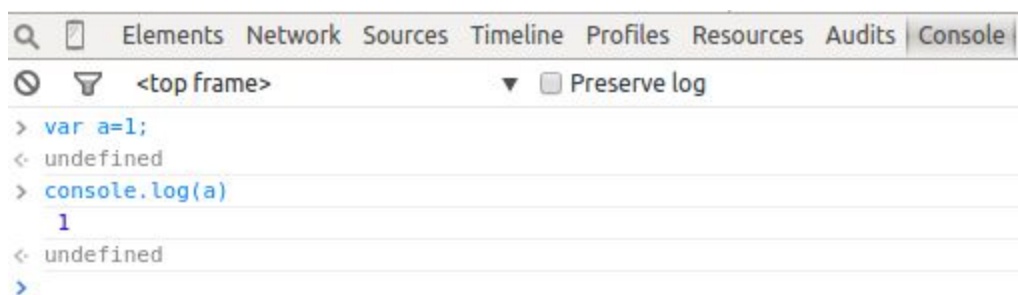 Elements Network Sources Timeline Profiles Resources Audits Console
<top frame> ▼ Preserve log
> var a=1;
<· undefined
> console.log(a)
1
<· undefined
>